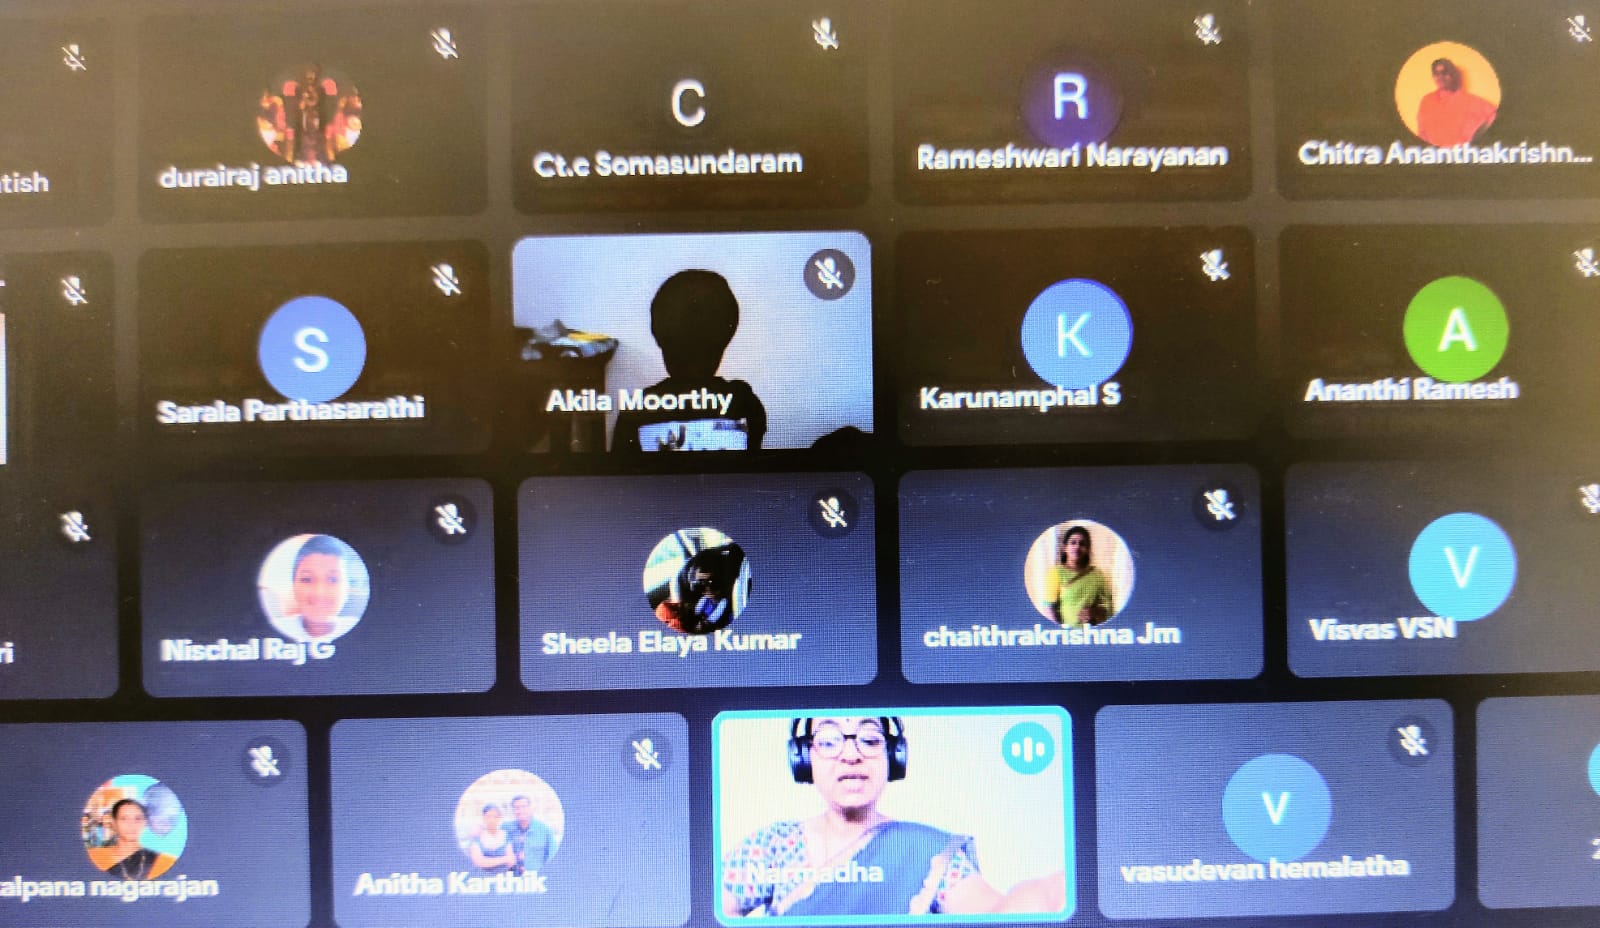 tish
durairaj anitha
C
Ct.c Somasundaram
R
Rameshwari Narayanan
Chitra Ananthakrishn...
S
Sarala Parthasarathi
Akila Moorthy
K
Karunamphal S
A
Ananthi Ramesh
ri
Nischal Raj G
Sheela Elaya Kumar
chaithrakrishna Jm
V
Visvas VSN
alpana nagarajan
Anitha Karthik
Narmadha
V
vasudevan hemalatha